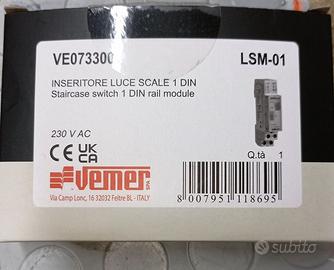 VE073300 LSM-01
INSERITORE LUCE SCALE 1 DIN
Staircase switch 1 DIN rail module
230 V AC
CE UK CA
Vemer SPA
Via Camp Lonc, 16 32032 Feltre BL - ITALY
Q.tà 1
8 007951 118695
subito